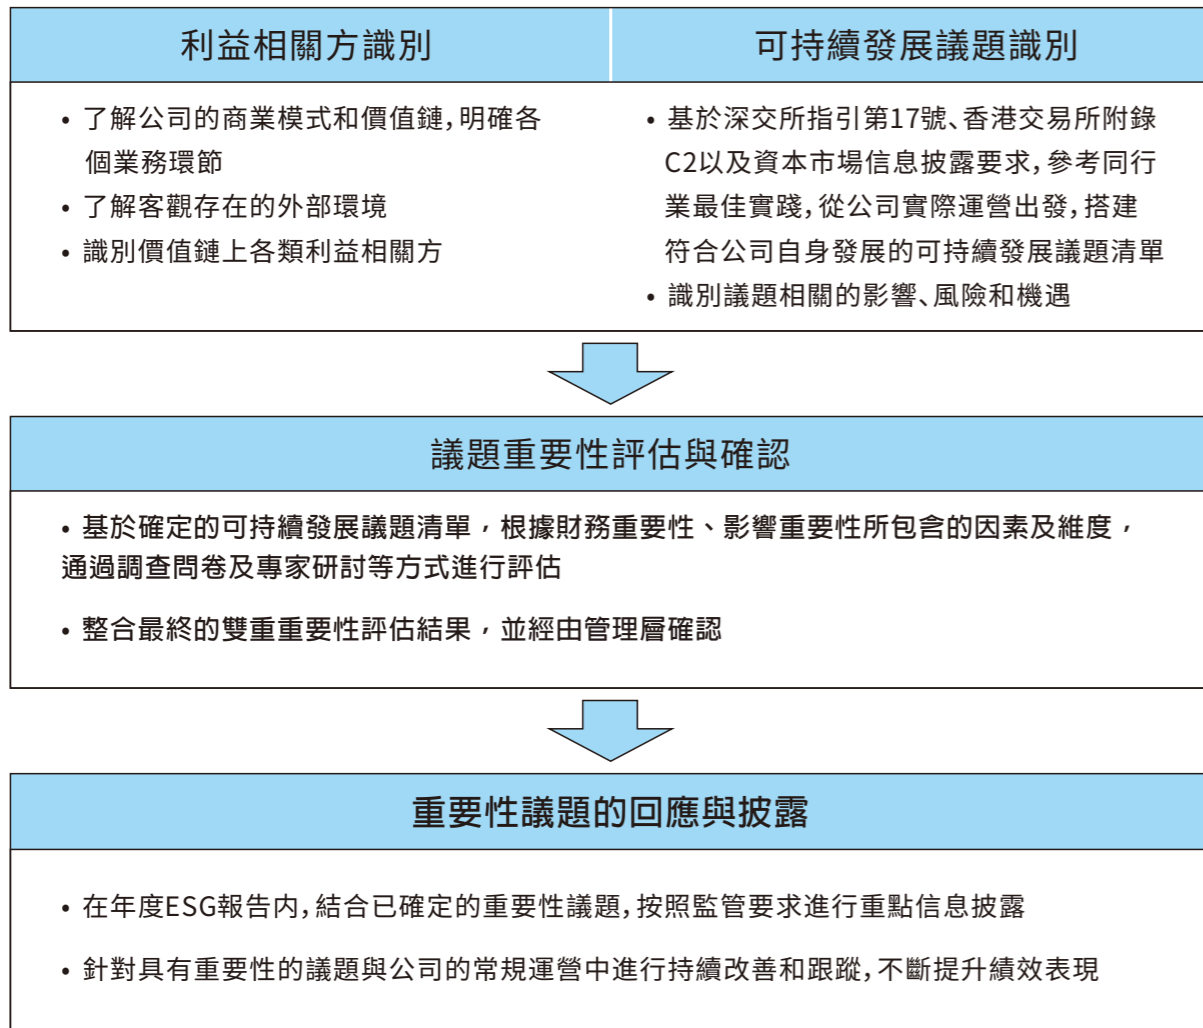 利益相關方識別
• 了解公司的商業模式和價值鏈,明確各
個業務環節
• 了解客觀存在的外部環境
• 識別價值鏈上各類利益相關方
可持續發展議題識別
• 基於深交所指引第17號、香港交易所附錄
C2以及資本市場信息披露要求,參考同行
業最佳實踐,從公司實際運營出發,搭建
符合公司自身發展的可持續發展議題清單
• 識別議題相關的影響、風險和機遇
議題重要性評估與確認
• 基於確定的可持續發展議題清單，根據財務重要性、影響重要性所包含的因素及維度，
通過調查問卷及專家研討等方式進行評估
• 整合最終的雙重重要性評估結果，並經由管理層確認
重要性議題的回應與披露
• 在年度ESG報告内,結合已確定的重要性議題,按照監管要求進行重點信息披露
• 針對具有重要性的議題與公司的常規運營中進行持續改善和跟蹤,不斷提升績效表現